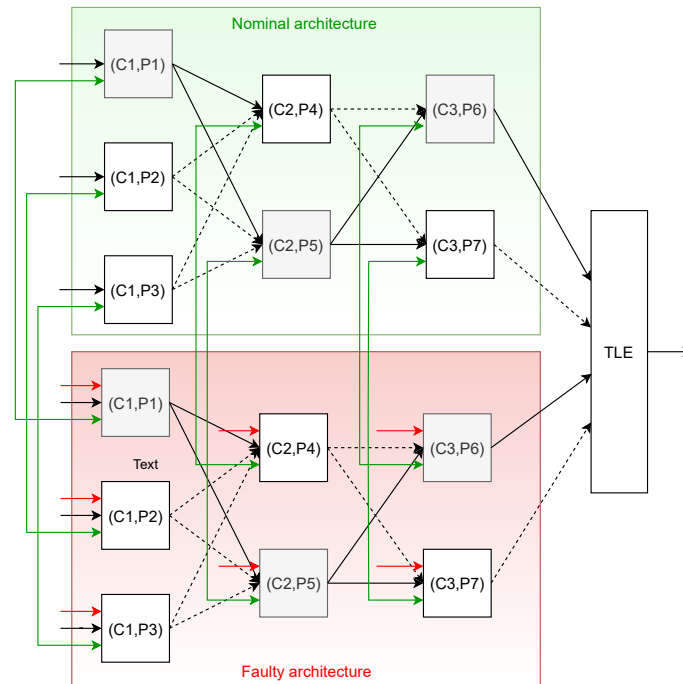 Nominal architecture
(C1,P1)
(C2,P4)
(C3,P6)
(C1,P2)
(C2,P5)
(C3,P7)
(C1,P3)
TLE
(C1,P1)
(C2,P4)
(C3,P6)
Text
(C1,P2)
(C2,P5)
(C3,P7)
(C1,P3)
Faulty architecture